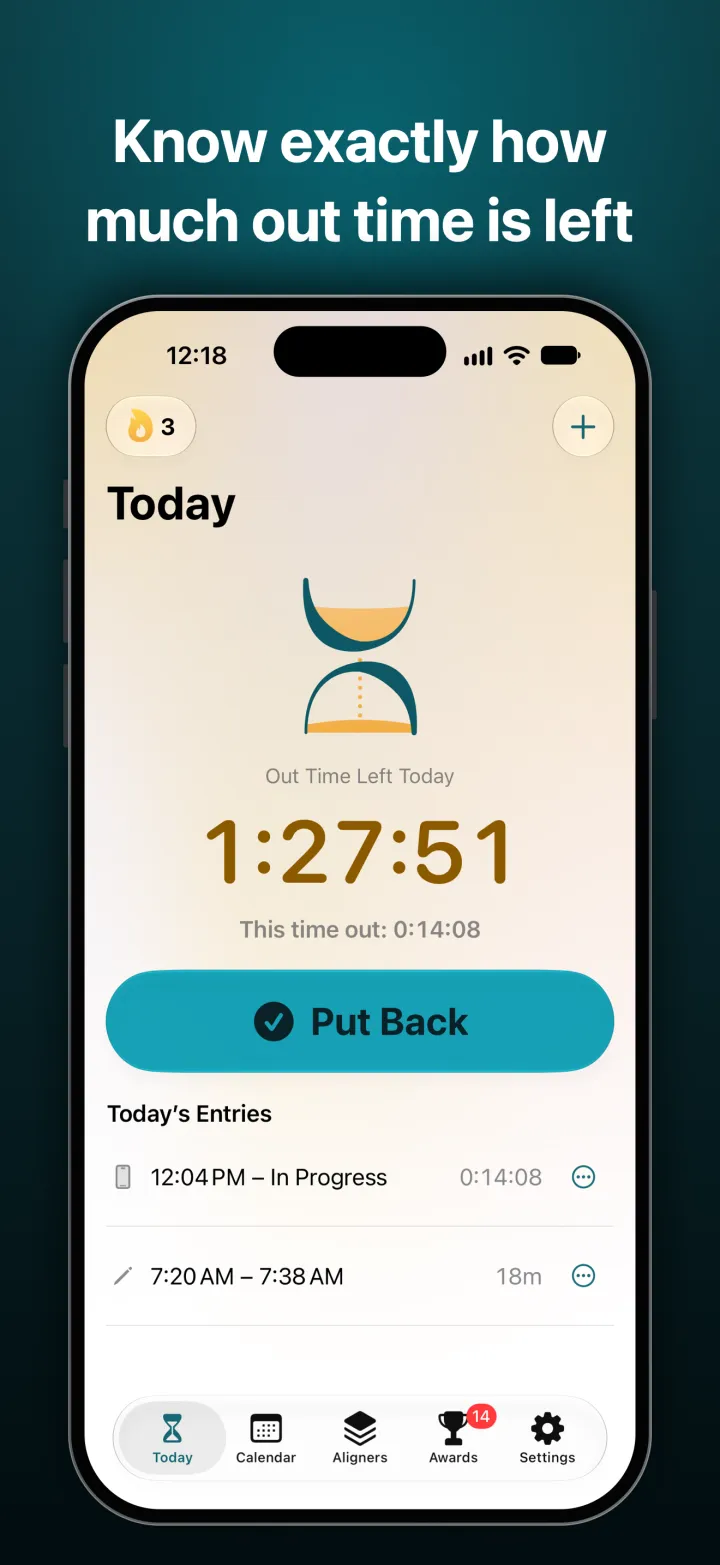 Know exactly how
much out time is left
12:18
3
Today
Out Time Left Today
1:27:51
This time out: 0:14:08
Put Back
Today’s Entries
12:04 PM – In Progress 0:14:08
7:20 AM – 7:38 AM 18m
14
Today Calendar Aligners Awards Settings